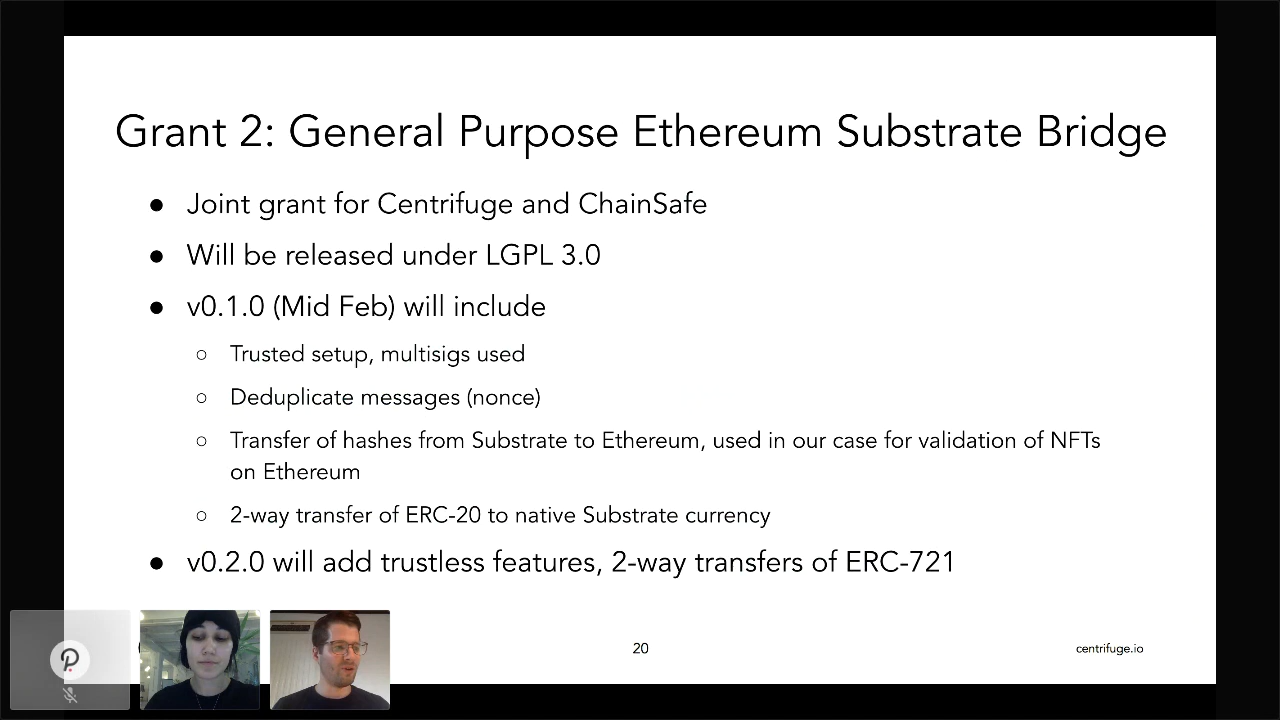 Grant 2: General Purpose Ethereum Substrate Bridge
● Joint grant for Centrifuge and ChainSafe
● Will be released under LGPL 3.0
● v0.1.0 (Mid Feb) will include
○ Trusted setup, multisigs used
○ Deduplicate messages (nonce)
○ Transfer of hashes from Substrate to Ethereum, used in our case for validation of NFTs
on Ethereum
○ 2-way transfer of ERC-20 to native Substrate currency
● v0.2.0 will add trustless features, 2-way transfers of ERC-721
20
centrifuge.io